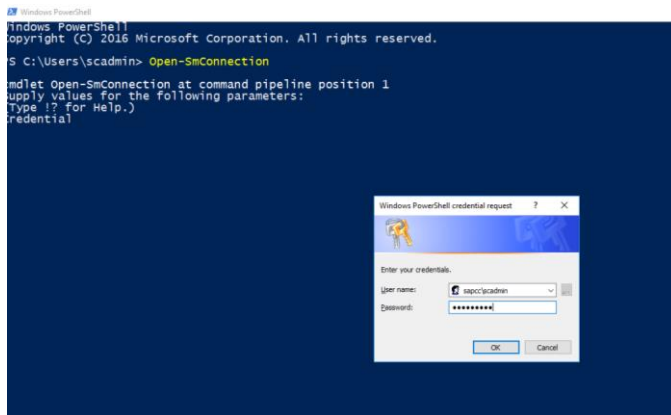 Windows PowerShell
indows PowerShell
opyright (C) 2016 Microsoft Corporation. All rights reserved.
S C:\Users\scadmin> Open-SmConnection
mdlet Open-SmConnection at command pipeline position 1
upply values for the following parameters:
Type !? for Help.)
redential
Windows PowerShell credential request ? X
Enter your credentials.
User name: sapcc\scadmin
Password: •••••••••
OK Cancel